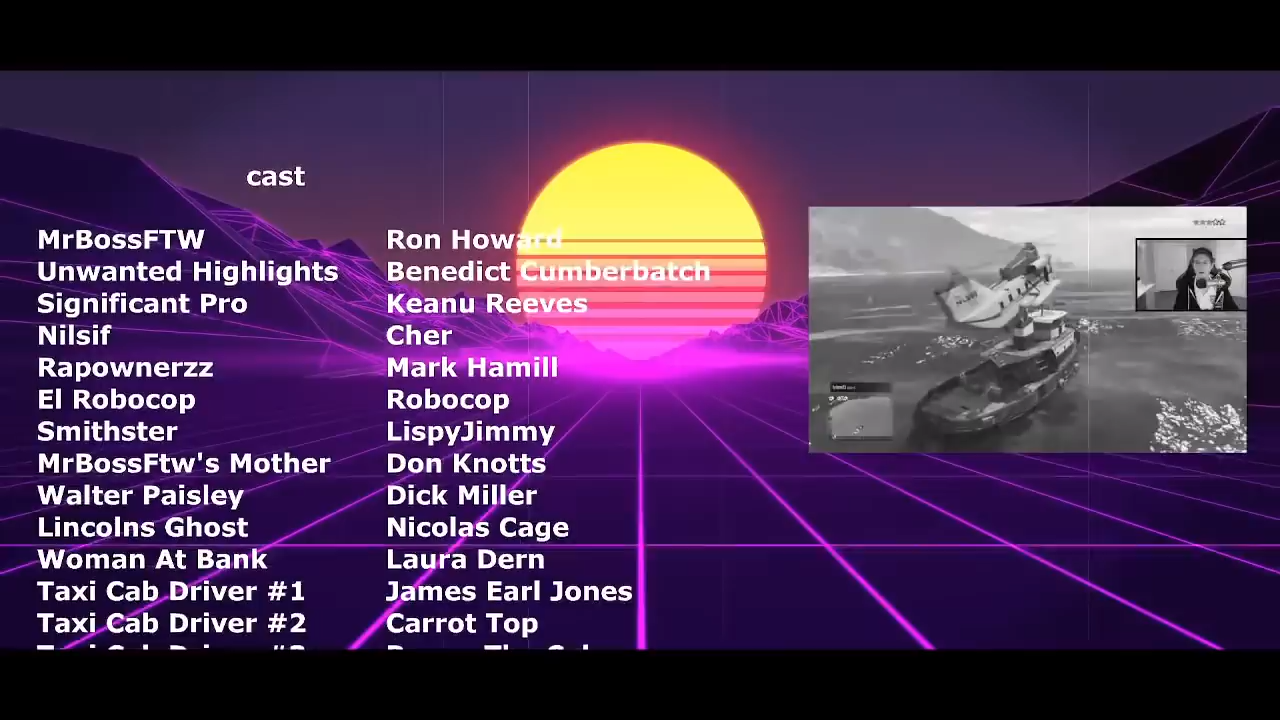 cast
MrBossFTW Ron Howard
Unwanted Highlights Benedict Cumberbatch
Significant Pro Keanu Reeves
Nilsif Cher
Rapownerzz Mark Hamill
El Robocop Robocop
Smithster LispyJimmy
MrBossFtw's Mother Don Knotts
Walter Paisley Dick Miller
Lincolns Ghost Nicolas Cage
Woman At Bank Laura Dern
Taxi Cab Driver #1 James Earl Jones
Taxi Cab Driver #2 Carrot Top